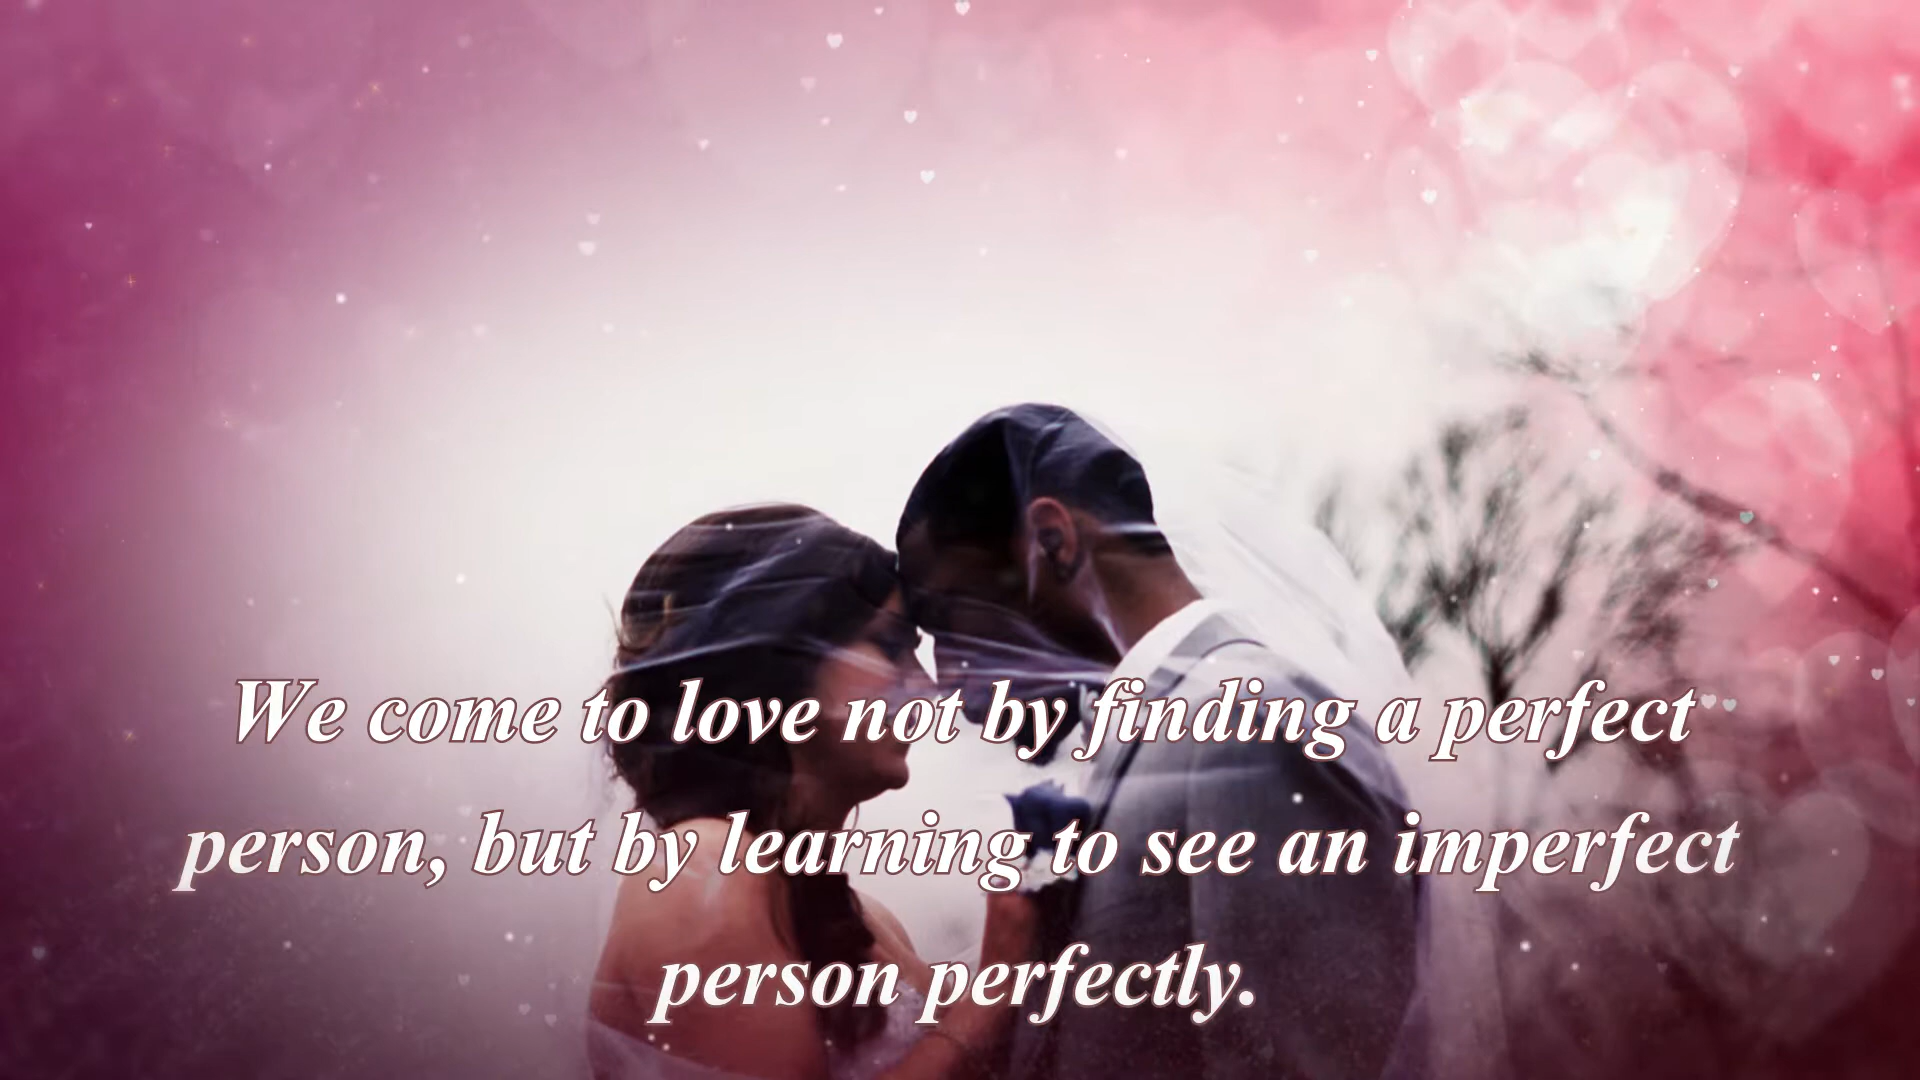 We come to love not by finding a perfect
person, but by learning to see an imperfect
person perfectly.